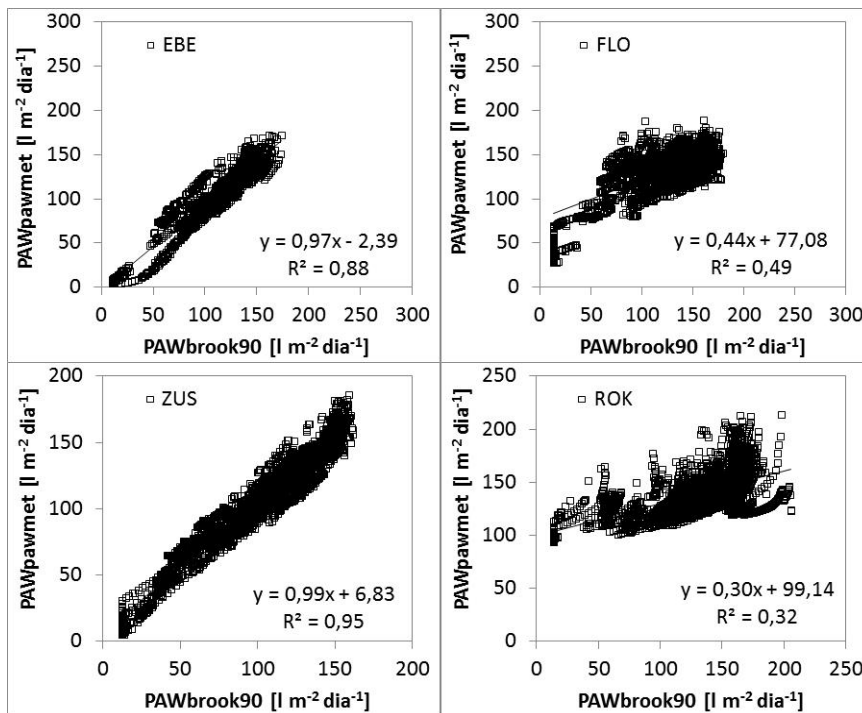 300
250
200
150
100
50
0
PAWpawmet [l m⁻² dia⁻¹]
EBE
y = 0,97x - 2,39
R² = 0,88
0 50 100 150 200 250 300
PAWbrook90 [l m⁻² dia⁻¹]
300
250
200
150
100
50
0
PAWpawmet [l m⁻² dia⁻¹]
FLO
y = 0,44x + 77,08
R² = 0,49
0 50 100 150 200 250 300
PAWbrook90 [l m⁻² dia⁻¹]
200
150
100
50
0
PAWpawmet [l m⁻² dia⁻¹]
ZUS
y = 0,99x + 6,83
R² = 0,95
0 50 100 150 200
PAWbrook90 [l m⁻² dia⁻¹]
250
200
150
100
50
0
PAWpawmet [l m⁻² dia⁻¹]
ROK
y = 0,30x + 99,14
R² = 0,32
0 50 100 150 200 250
PAWbrook90 [l m⁻² dia⁻¹]